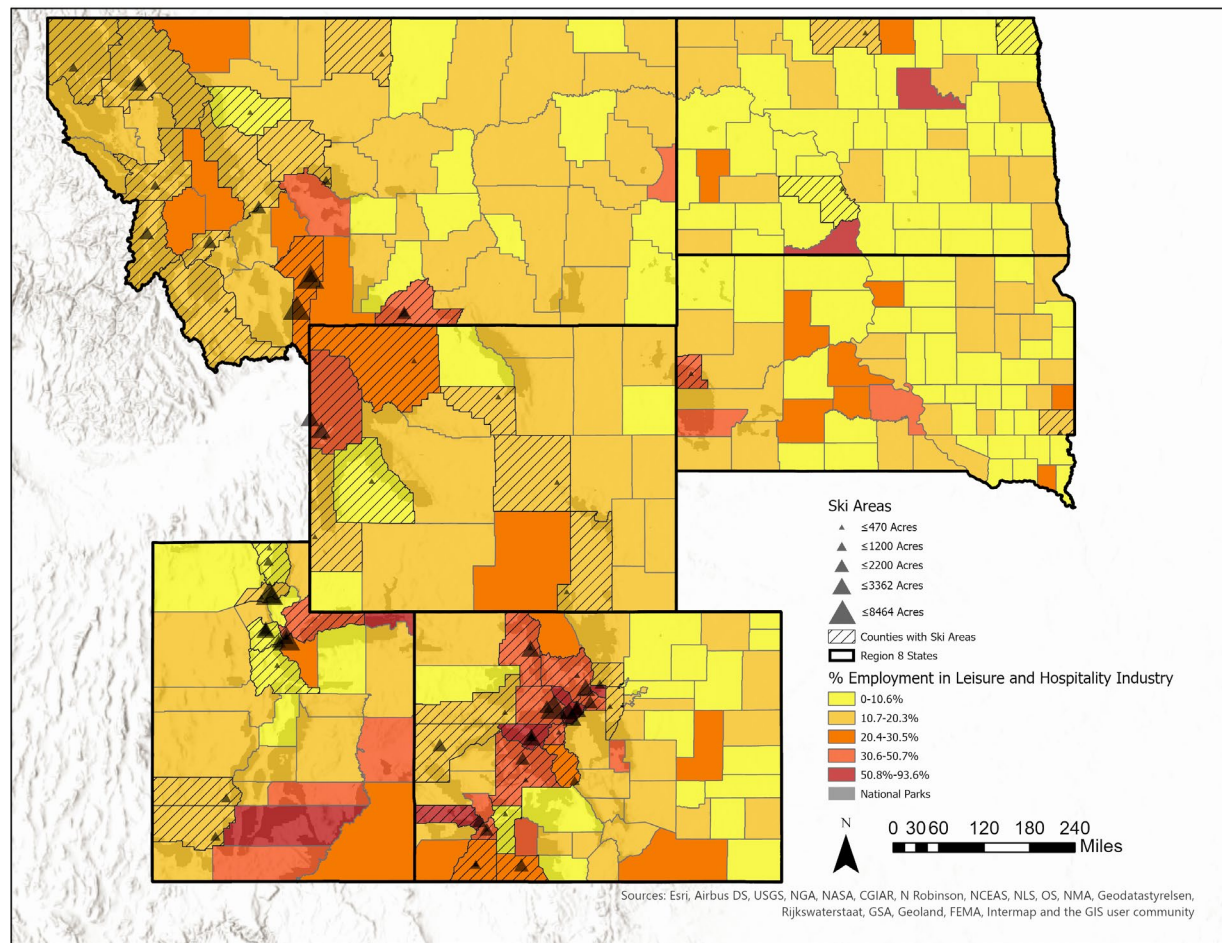 Ski Areas
≤470 Acres
≤1200 Acres
≤2200 Acres
≤3362 Acres
≤8464 Acres
Counties with Ski Areas
Region 8 States
% Employment in Leisure and Hospitality Industry
0-10.6%
10.7-20.3%
20.4-30.5%
30.6-50.7%
50.8%-93.6%
National Parks
N
0 30 60 120 180 240
Miles
Sources: Esri, Airbus DS, USGS, NGA, NASA, CGIAR, N Robinson, NCEAS, NLS, OS, NMA, Geodatastyrelsen,
Rijkswaterstaat, GSA, Geoland, FEMA, Intermap and the GIS user community